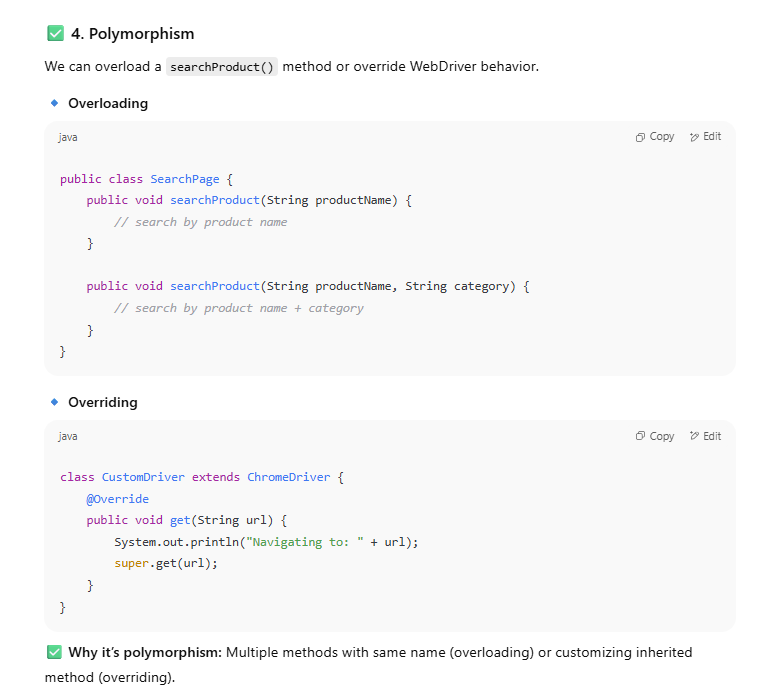 ✅ 4. Polymorphism
We can overload a searchProduct() method or override WebDriver behavior.
🔹 Overloading
java
Copy
Edit
public class SearchPage {
    public void searchProduct(String productName) {
        // search by product name
    }

    public void searchProduct(String productName, String category) {
        // search by product name + category
    }
}
🔹 Overriding
java
Copy
Edit
class CustomDriver extends ChromeDriver {
    @Override
    public void get(String url) {
        System.out.println("Navigating to: " + url);
        super.get(url);
    }
}
✅ Why it’s polymorphism: Multiple methods with same name (overloading) or customizing inherited
method (overriding).